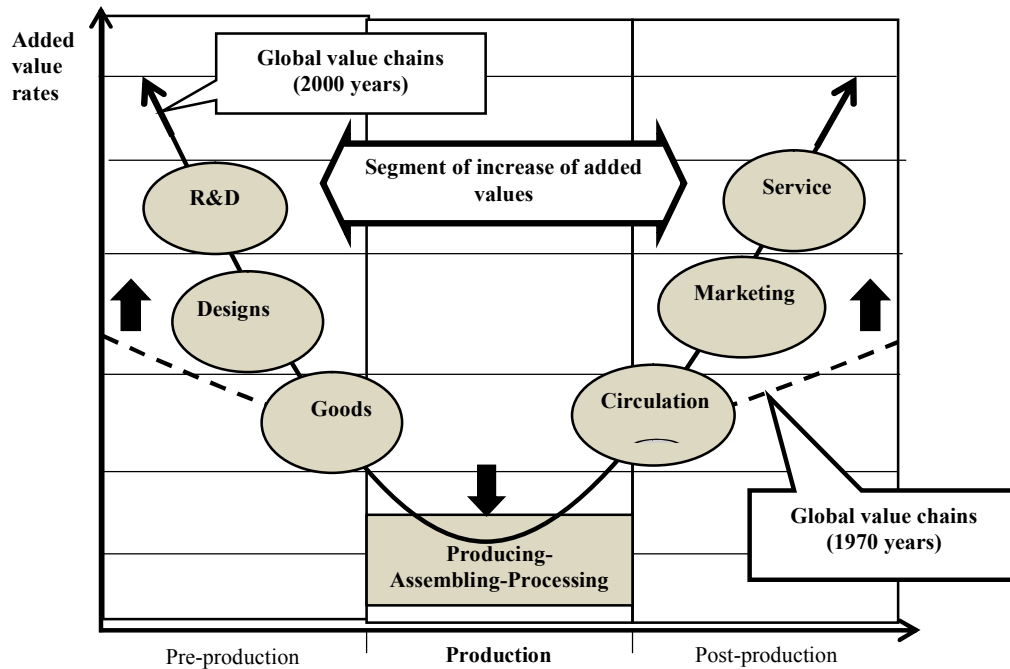 Added
value
rates
Global value chains
(2000 years)
Segment of increase of added
values
R&D
Service
Designs
Marketing
Goods
Circulation
Global value chains
(1970 years)
Producing-
Assembling-Processing
Pre-production
Production
Post-production